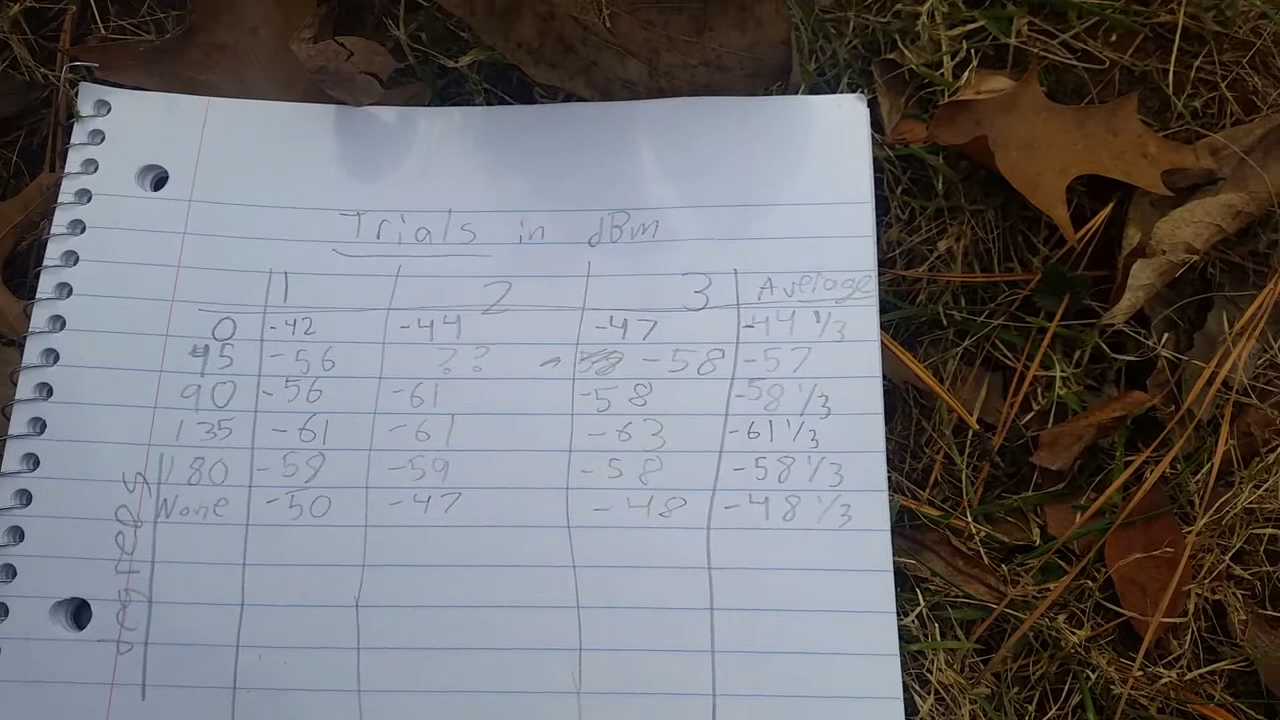 Trials in dBm
1 2 3 Average
0 -42 -44 -47 -44 1/3
45 -56 ?? -58 -57
90 -56 -61 -58 -58 1/3
135 -61 -61 -63 -61 1/3
180 -58 -59 -58 -58 1/3
None -50 -47 -48 -48 1/3
Degrees